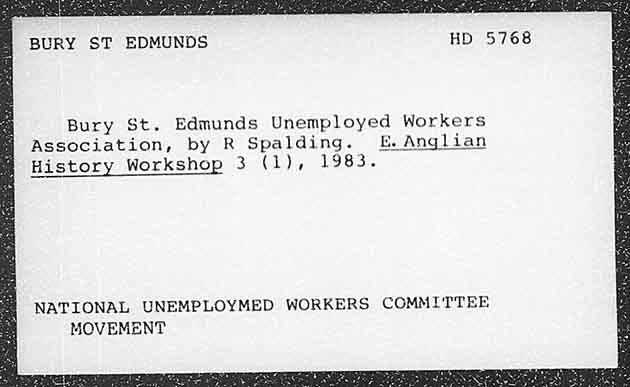 BURY ST EDMUNDS HD 5768
Bury St. Edmunds Unemployed Workers
Association, by R Spalding. E. Anglian
History Workshop 3 (1), 1983.
NATIONAL UNEMPLOYMED WORKERS COMMITTEE
MOVEMENT